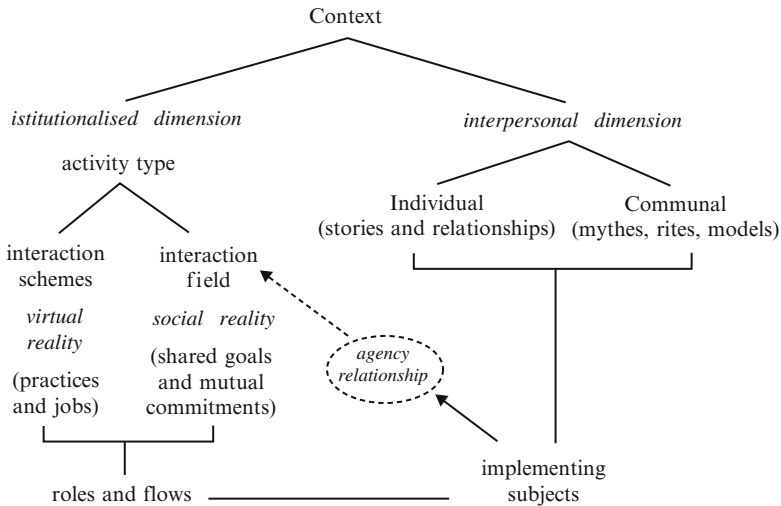 Context
istitutionalised dimension
interpersonal dimension
activity type
Individual
(stories and relationships)
Communal
(mythes, rites, models)
interaction
schemes
interaction
field
virtual
reality
social reality
(practices
and jobs)
(shared goals
and mutual
commitments)
agency
relationship
implementing
subjects
roles and flows